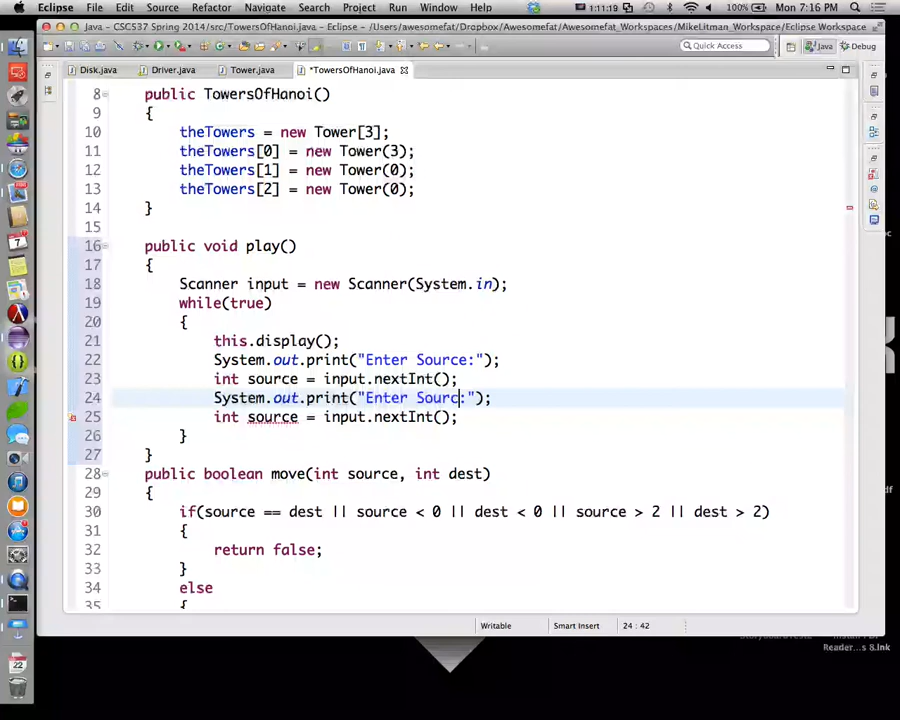 Eclipse File Edit Source Refactor Navigate Search Project Run Window Help 1:11:19 100% Mon 7:16 PM
Java - CSC537 Spring 2014/src/TowersOfHanoi.java - Eclipse - /Users/awesomefat/Dropbox/Awesomefat/Awesomefat_Workspaces/MikeLitman_Workspace/Eclipse Workspace
Quick Access Java Debug
Disk.java Driver.java Tower.java *TowersOfHanoi.java
8 public TowersOfHanoi()
9 {
10 theTowers = new Tower[3];
11 theTowers[0] = new Tower(3);
12 theTowers[1] = new Tower(0);
13 theTowers[2] = new Tower(0);
14 }
15
16 public void play()
17 {
18 Scanner input = new Scanner(System.in);
19 while(true)
20 {
21 this.display();
22 System.out.print("Enter Source:");
23 int source = input.nextInt();
24 System.out.print("Enter Sourc:");
25 int source = input.nextInt();
26 }
27 }
28 public boolean move(int source, int dest)
29 {
30 if(source == dest || source < 0 || dest < 0 || source > 2 || dest > 2)
31 {
32 return false;
33 }
34 else
35 {
Writable Smart Insert 24 : 42
Reader...s 8.lnk